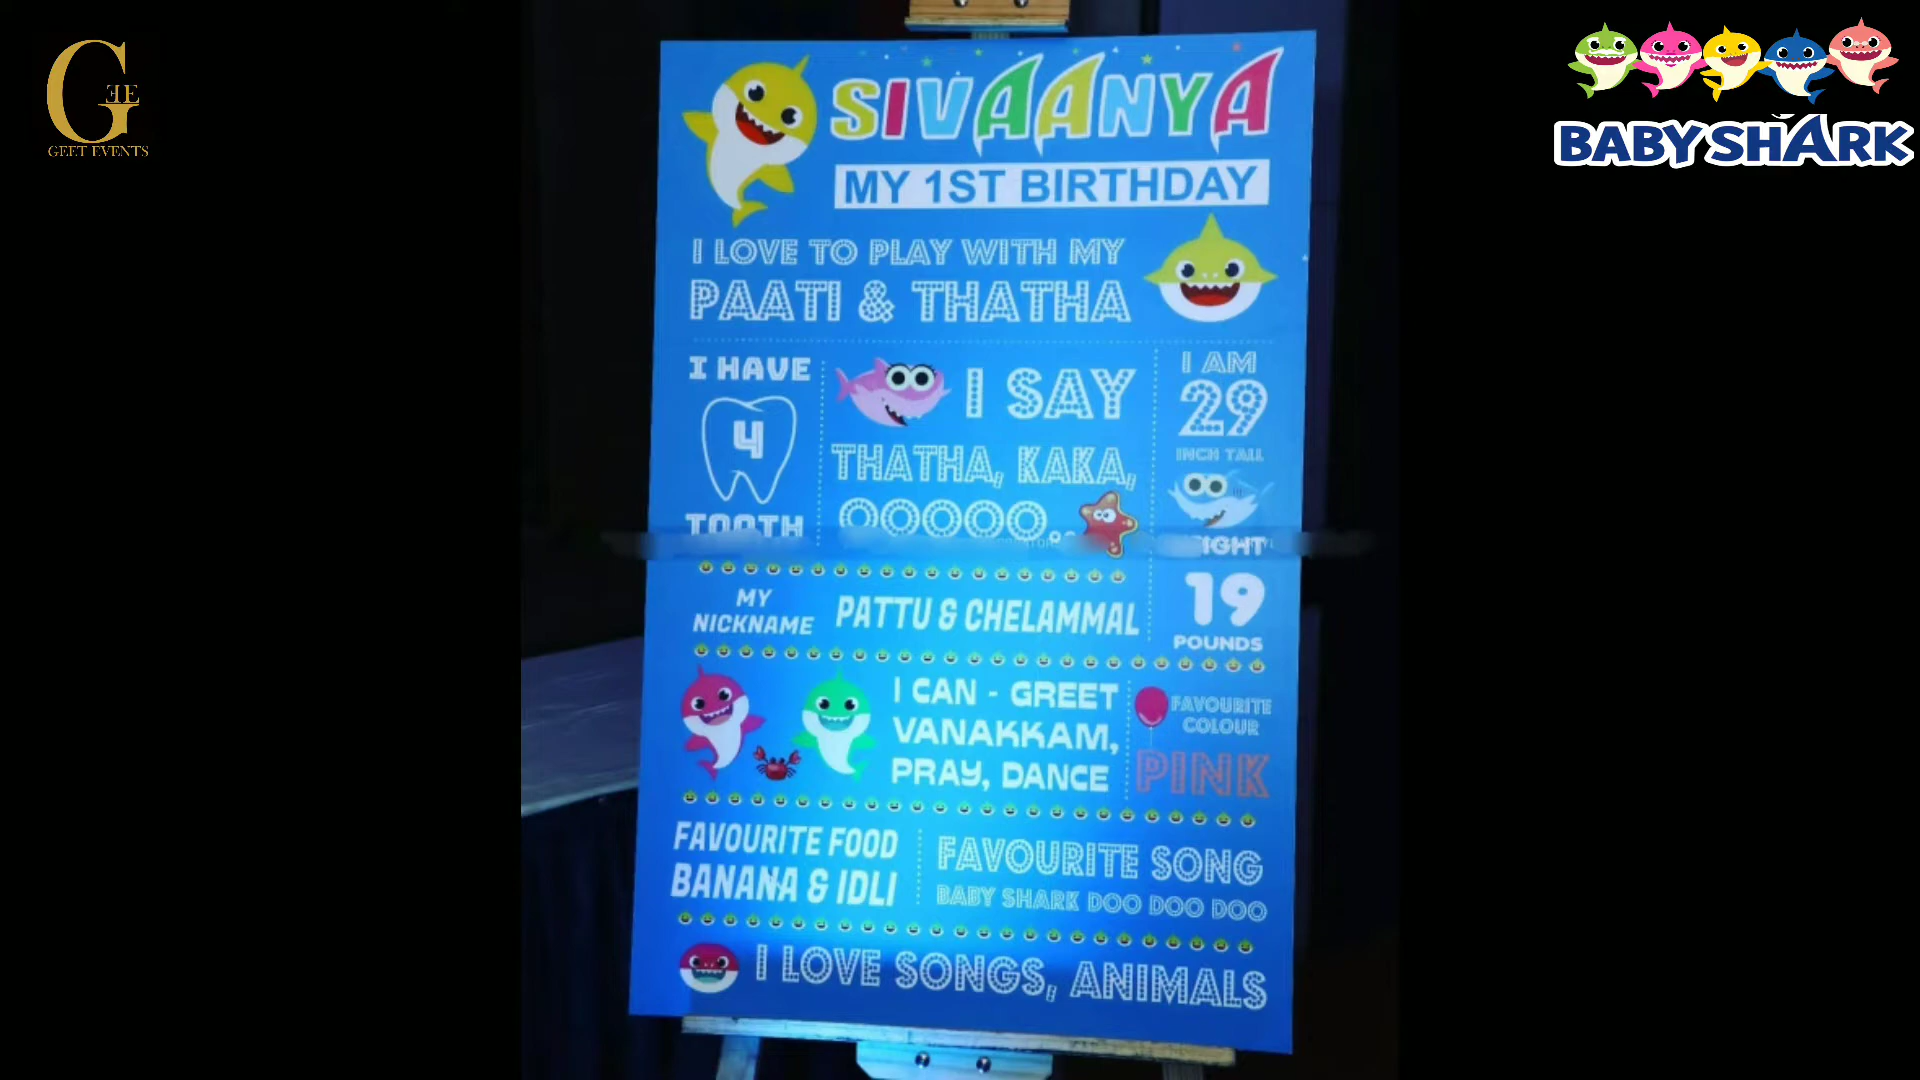 GEE
GEET EVENTS
BABY SHARK
SIVAANYA
MY 1ST BIRTHDAY
I LOVE TO PLAY WITH MY
PAATI & THATHA
I HAVE
4
TOOTH
I SAY
THATHA, KAKA,
OOOOO..
I AM
29
INCH TALL
19
POUNDS
MY
NICKNAME
PATTU & CHELAMMAL
I CAN - GREET
VANAKKAM,
PRAY, DANCE
FAVOURITE
COLOUR
PINK
FAVOURITE FOOD
BANANA & IDLI
FAVOURITE SONG
BABY SHARK DOO DOO DOO
I LOVE SONGS, ANIMALS